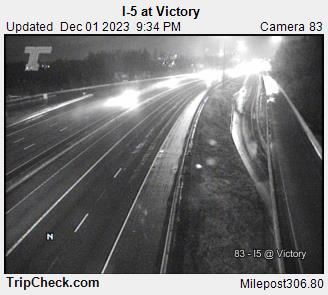 I-5 at Victory
Updated Dec 01 2023 9:34 PM Camera 83
T
N
83 - I5 @ Victory
TripCheck.com Milepost306.80